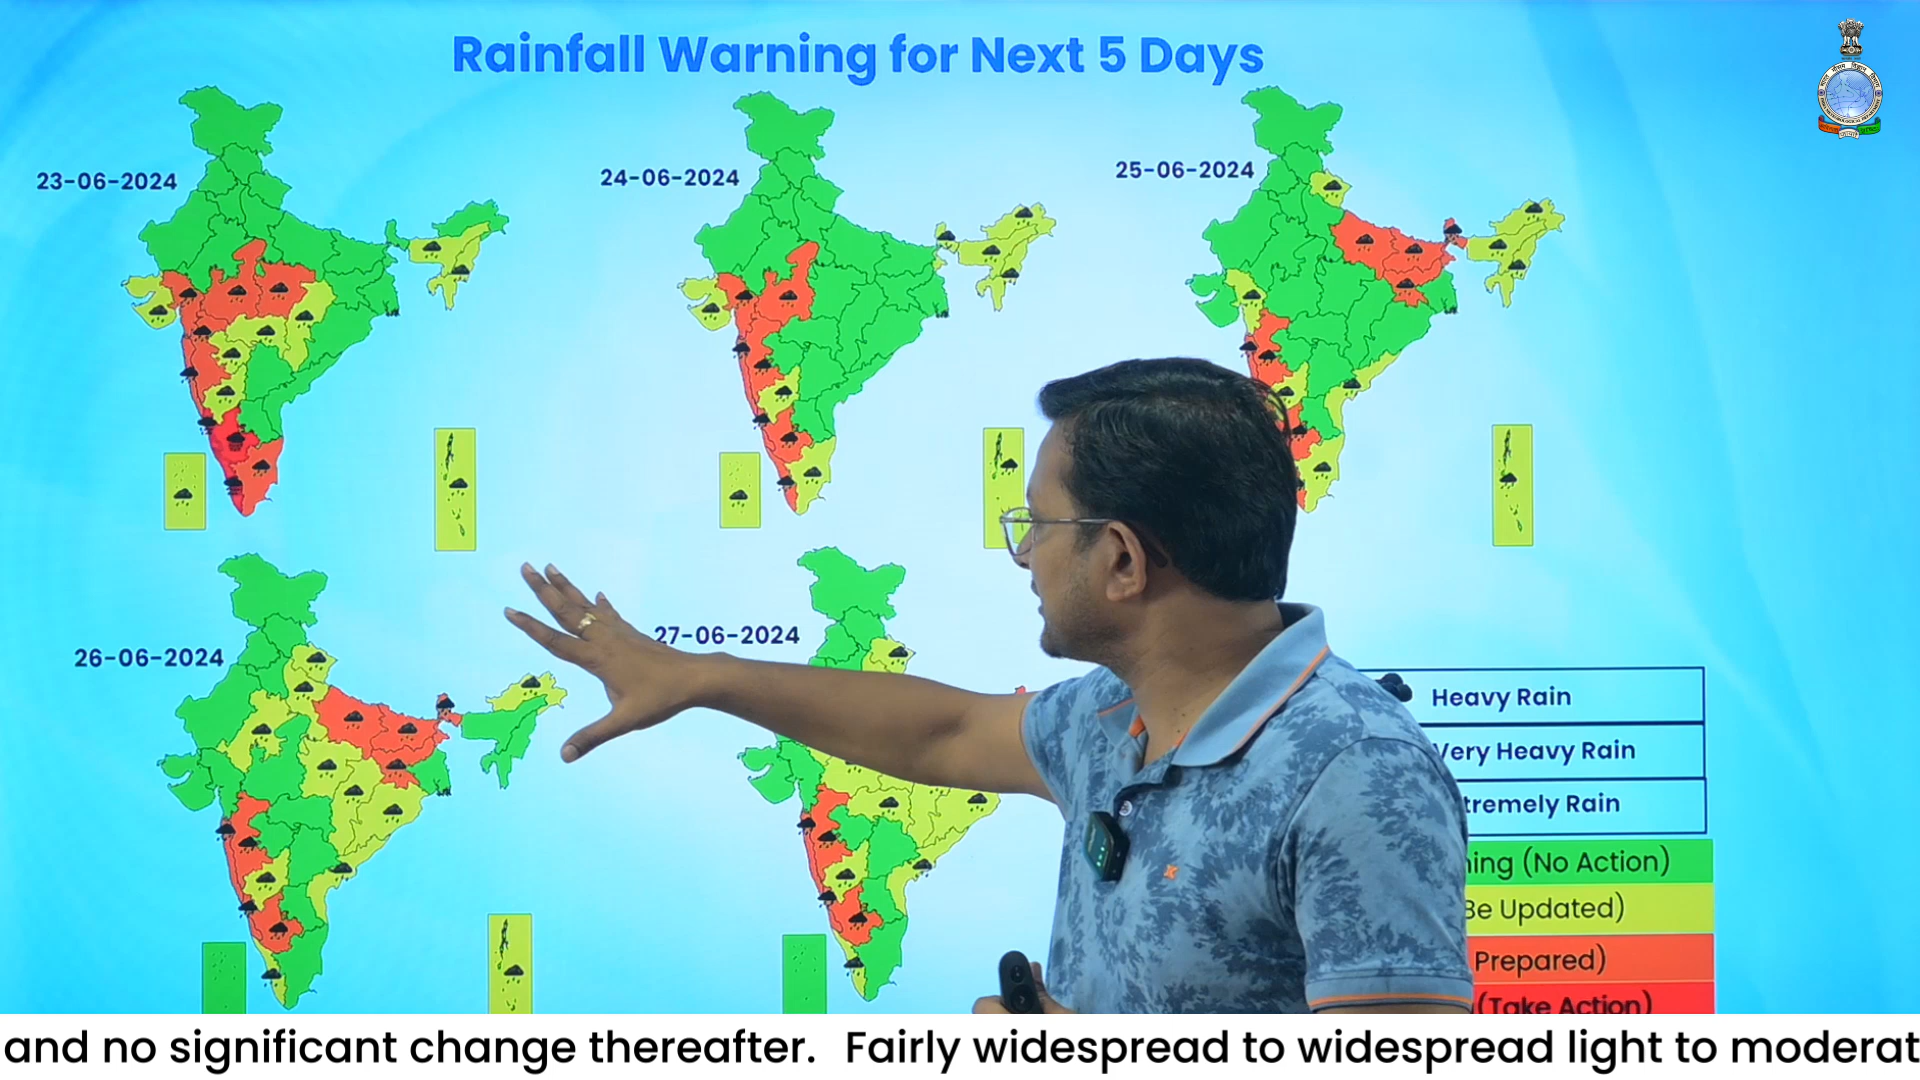 Rainfall Warning for Next 5 Days
23-06-2024
24-06-2024
25-06-2024
26-06-2024
27-06-2024
Heavy Rain
Very Heavy Rain
tremely Rain
ning (No Action)
Be Updated)
Prepared)
(Take Action)
and no significant change thereafter. Fairly widespread to widespread light to moderat